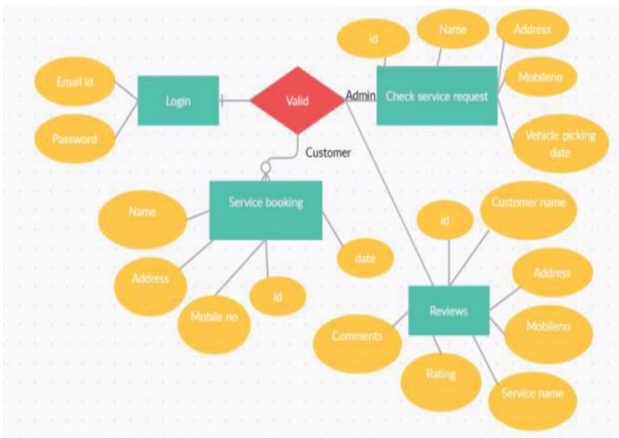 id
Name
Address
Email id
Login
Valid
Admin
Check service request
Mobileno
Password
Vehicle picking
date
Customer
Service booking
Name
id
Customer name
date
Address
id
Mobile no
Address
Reviews
Mobileno
Comments
Rating
Service name